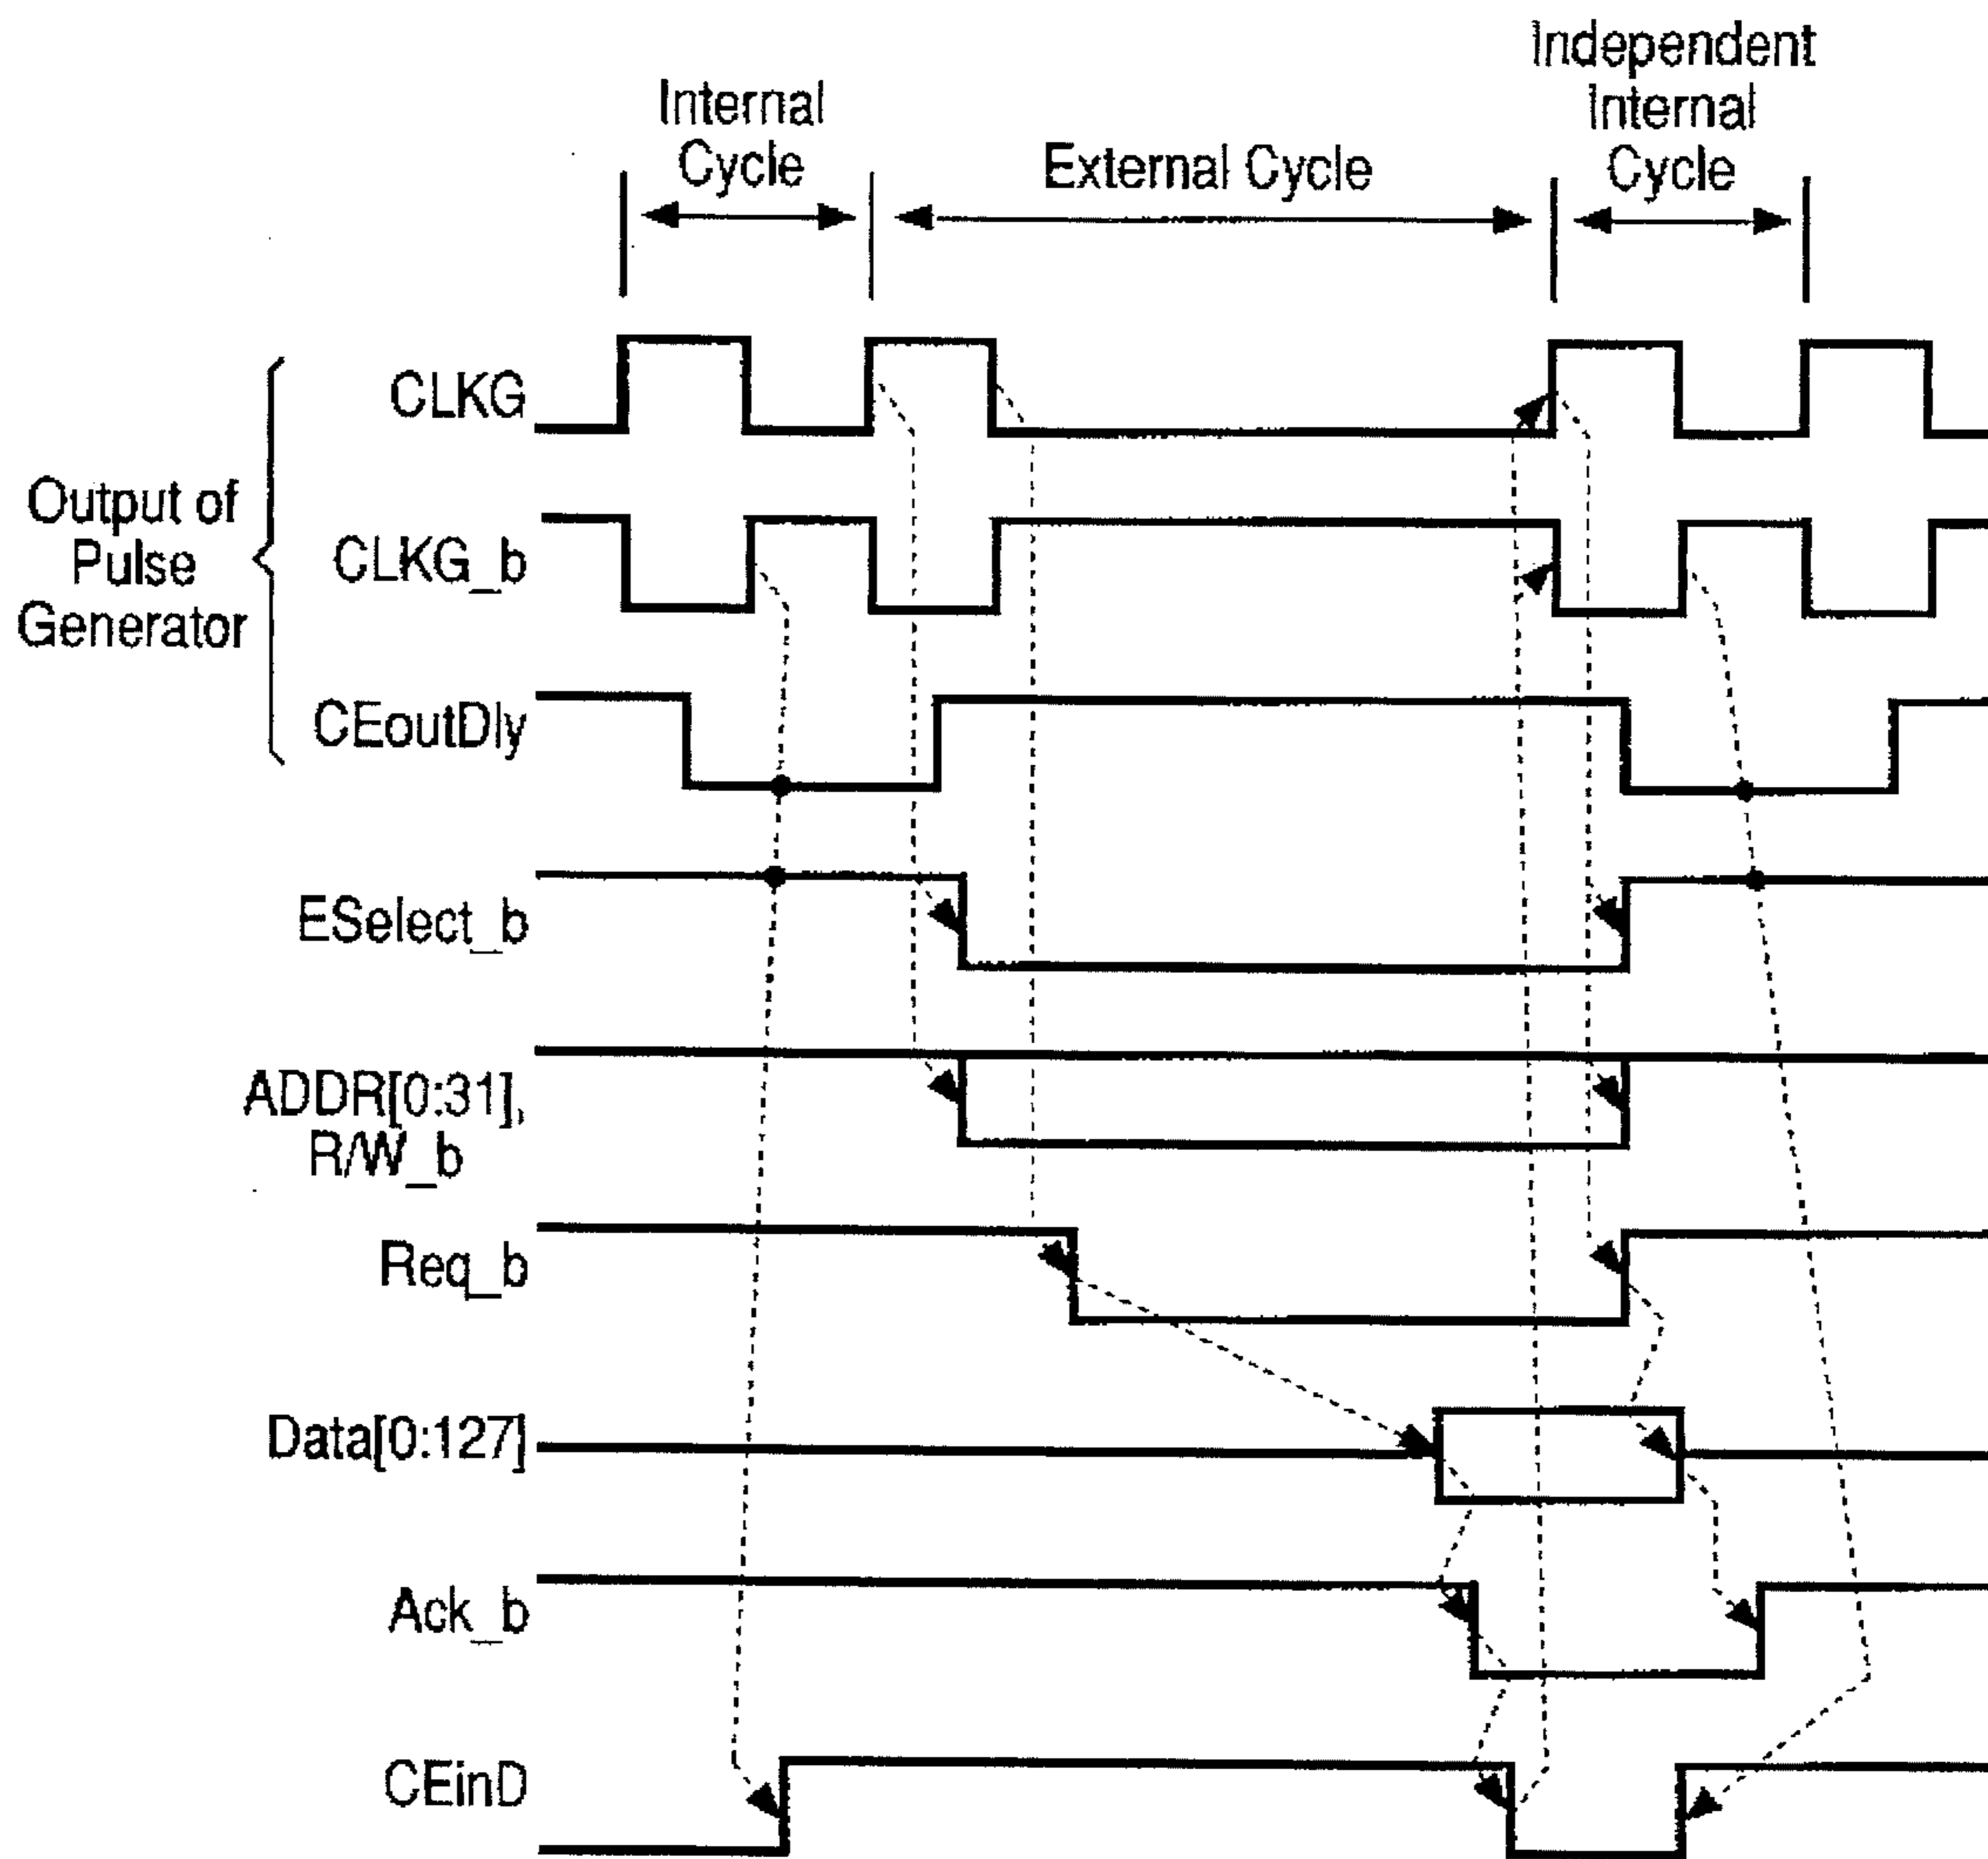 Internal
Cycle
External Cycle
Independent
Internal
Cycle
Output of
Pulse
Generator
CLKG
CLKG_b
CEoutDly
ESelect_b
ADDR[0:31],
R/W_b
Req_b
Data[0:127]
Ack_b
CEinD